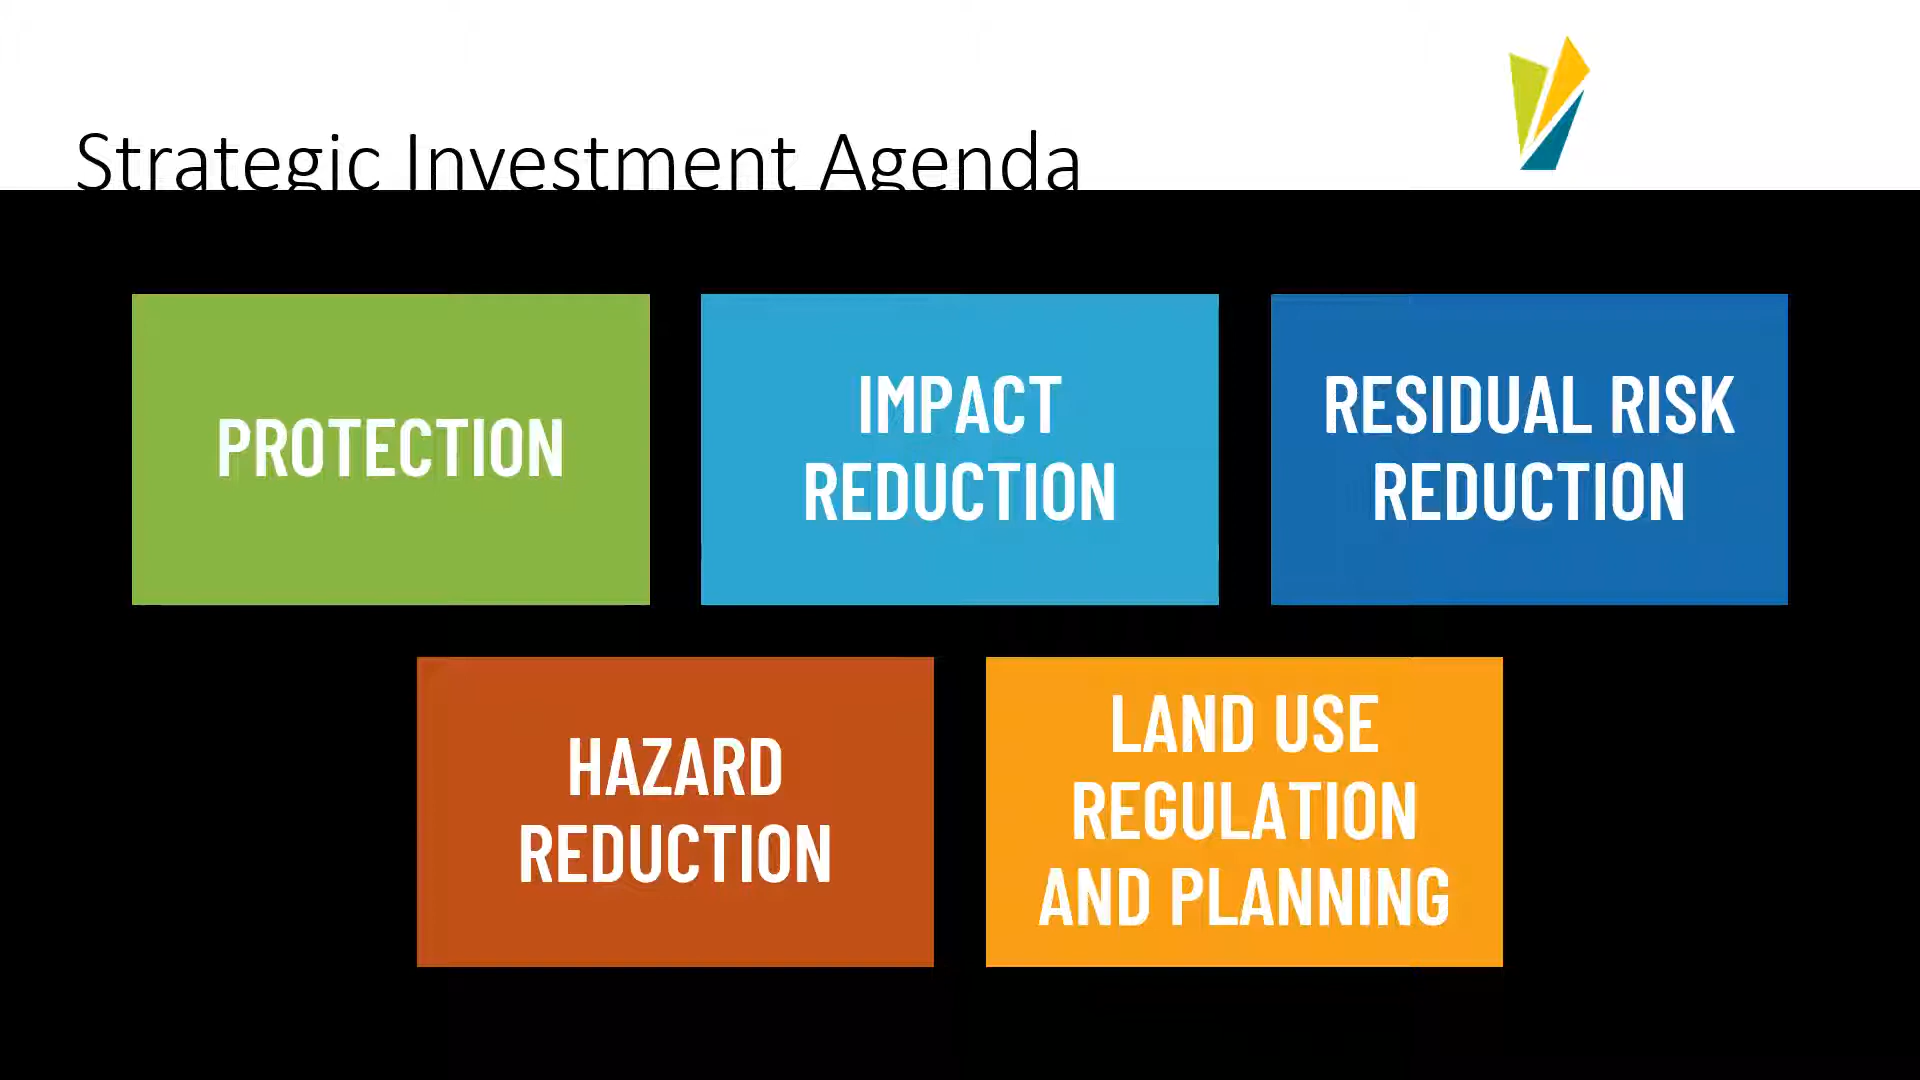 Strategic Investment Agenda
PROTECTION
IMPACT
REDUCTION
RESIDUAL RISK
REDUCTION
HAZARD
REDUCTION
LAND USE
REGULATION
AND PLANNING